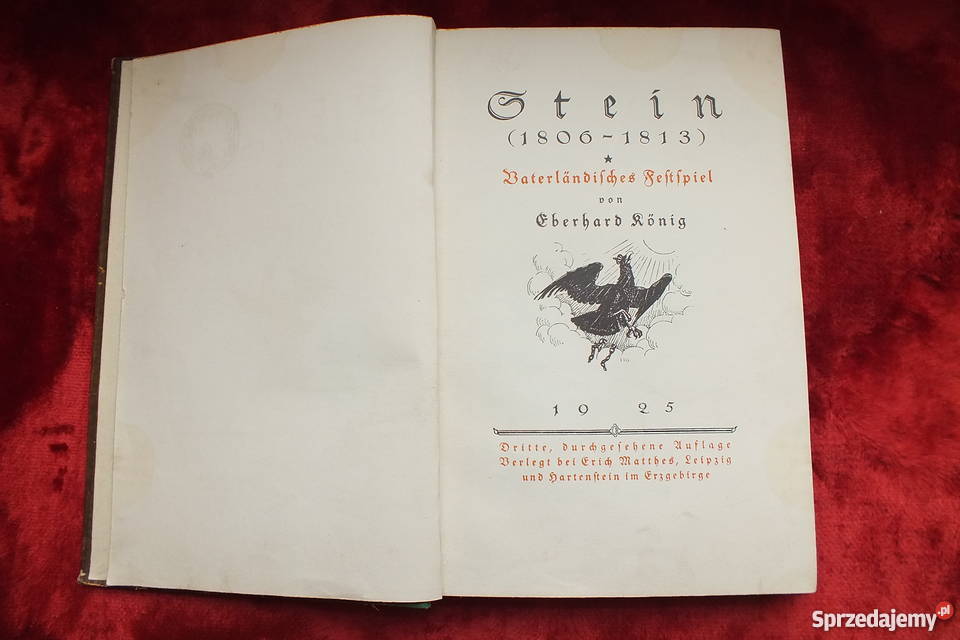 Stein
(1806-1813)
Vaterländisches Festspiel
von
Eberhard König
1925
Dritte, durchgesehene Auflage
Verlegt bei Erich Matthes, Leipzig
und Hartenstein im Erzgebirge
Sprzedajemy.pl